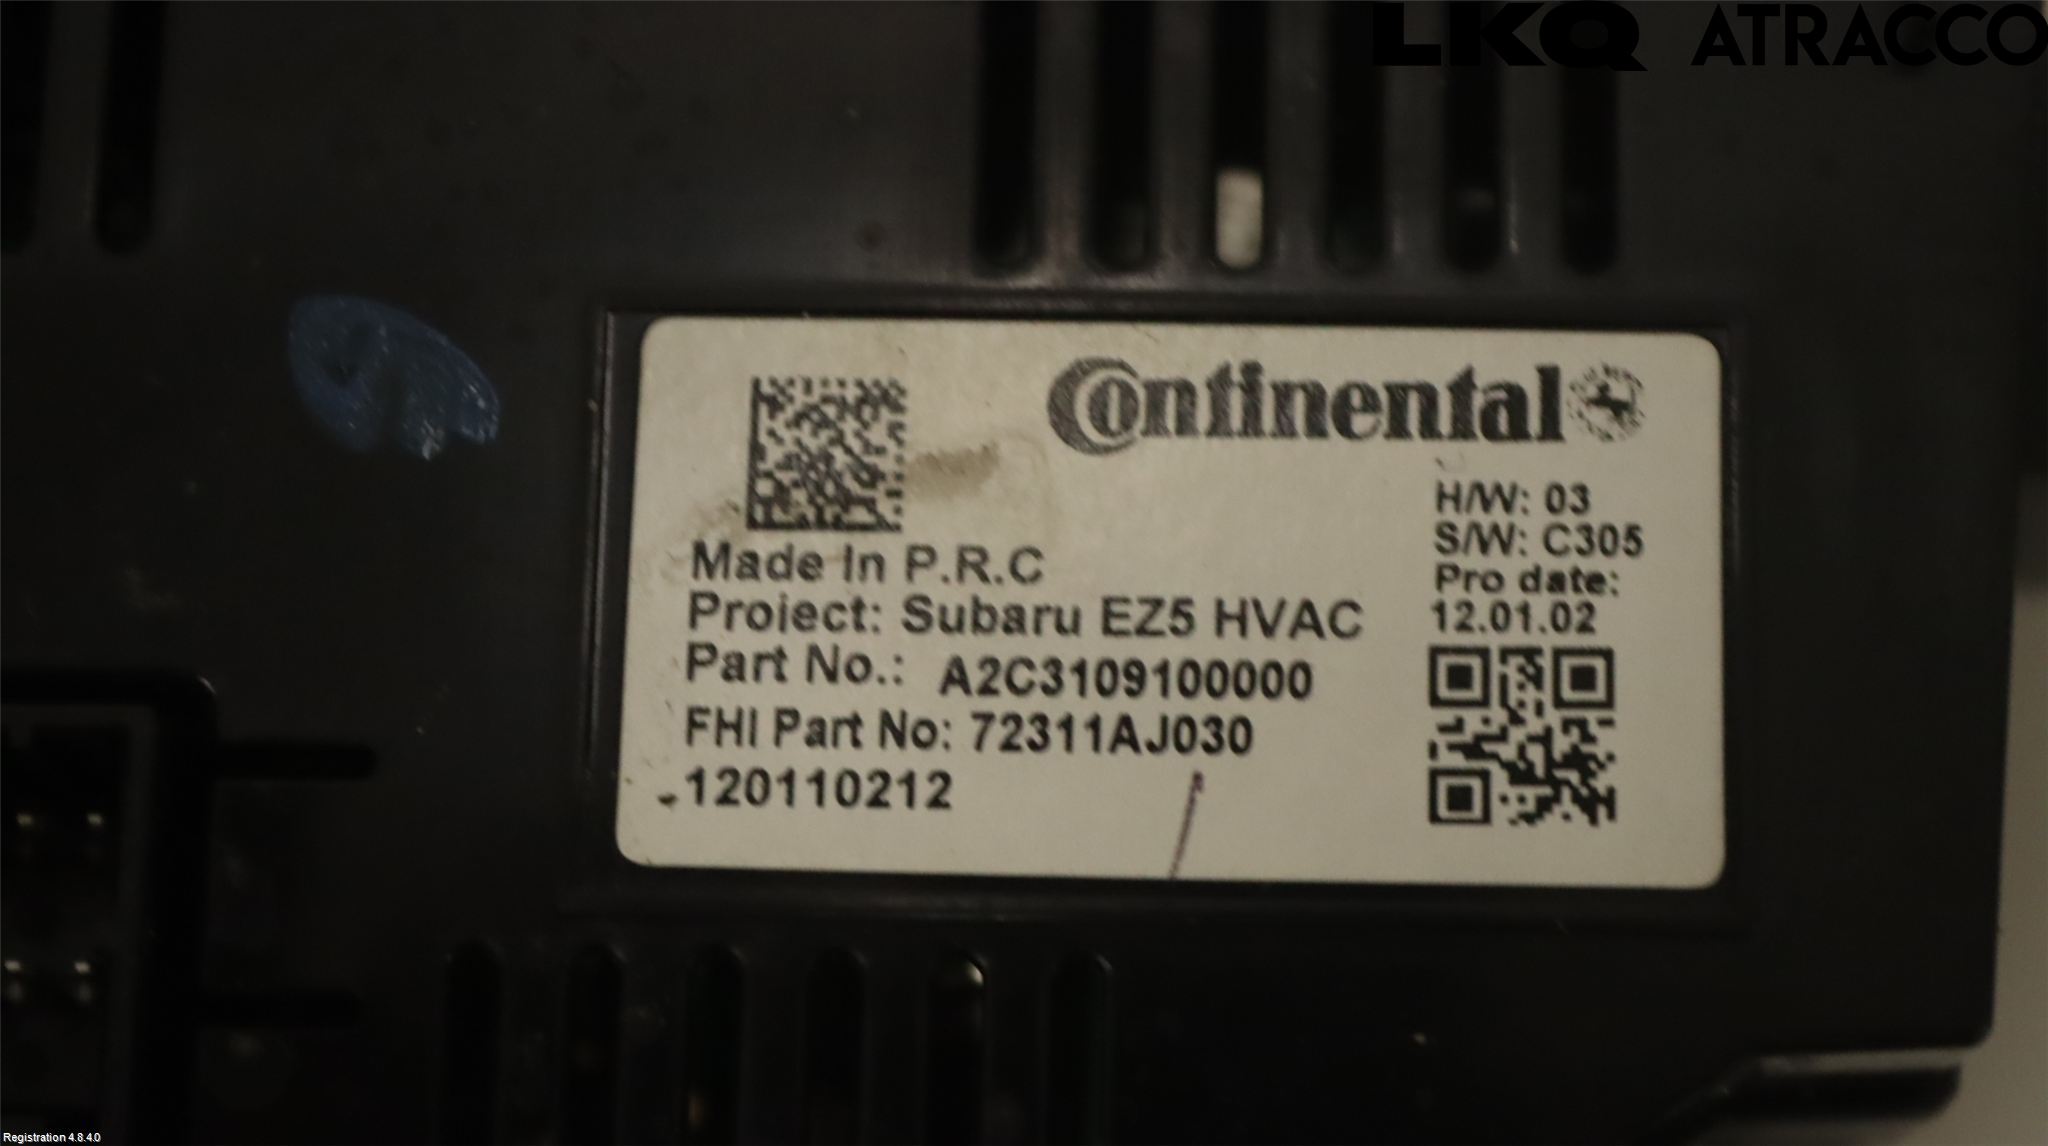 LKQ ATRACCO
Continental
H/W: 03
S/W: C305
Pro date:
12.01.02
Made In P.R.C
Project: Subaru EZ5 HVAC
Part No.: A2C3109100000
FHI Part No: 72311AJ030
120110212
Registration 4.8.4.0